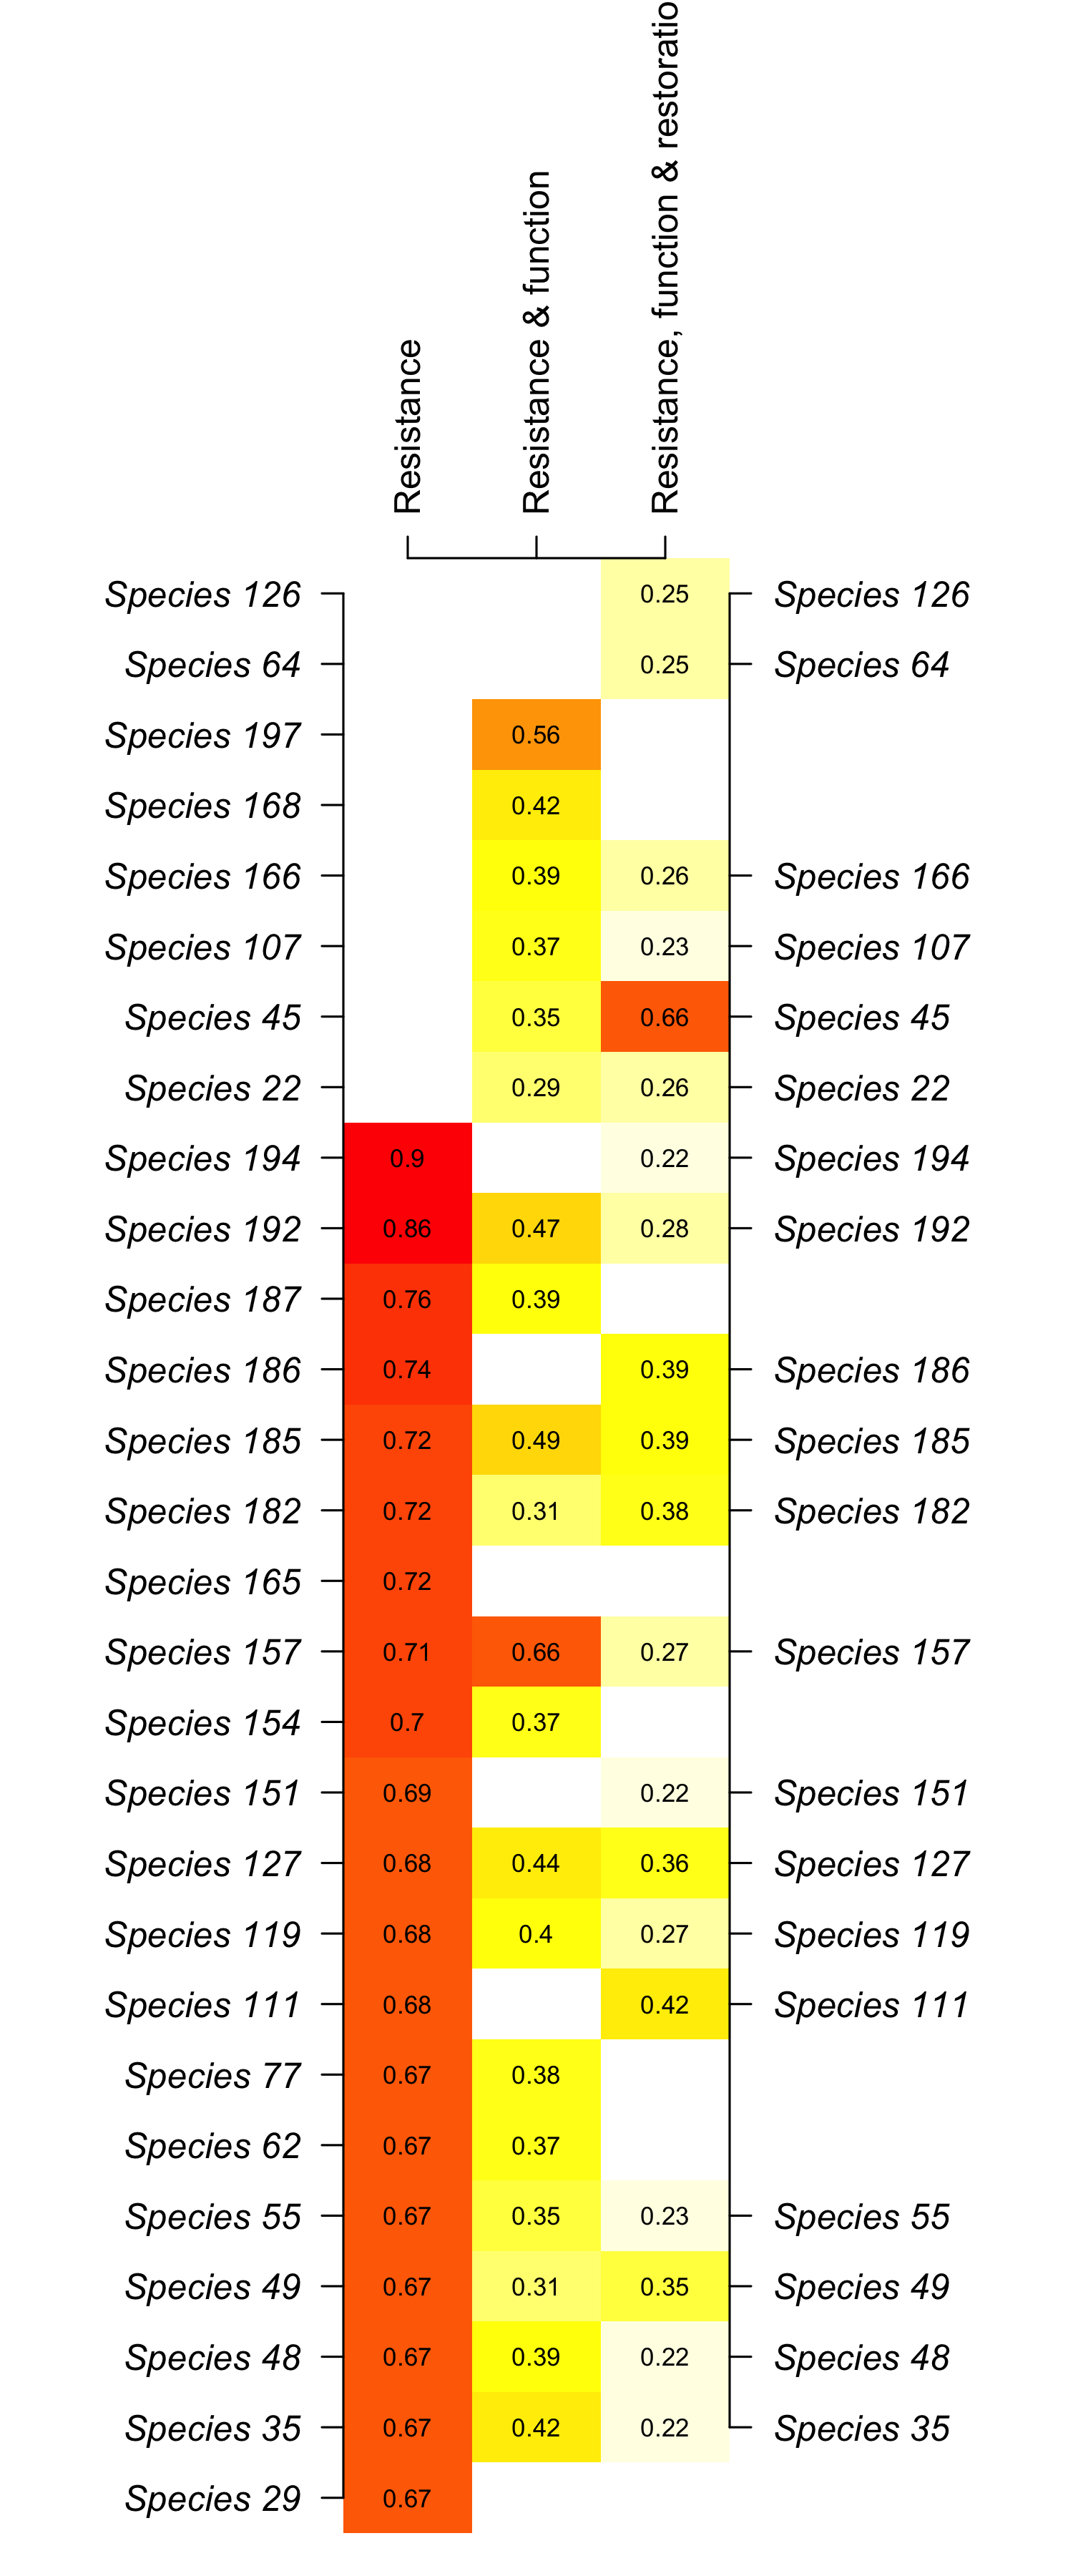 Resistance
Resistance & function
Resistance, function & restoratio
Species 126 0.25 Species 126
Species 64 0.25 Species 64
Species 197 0.56
Species 168 0.42
Species 166 0.39 0.26 Species 166
Species 107 0.37 0.23 Species 107
Species 45 0.35 0.66 Species 45
Species 22 0.29 0.26 Species 22
Species 194 0.9 0.22 Species 194
Species 192 0.86 0.47 0.28 Species 192
Species 187 0.76 0.39
Species 186 0.74 0.39 Species 186
Species 185 0.72 0.49 0.39 Species 185
Species 182 0.72 0.31 0.38 Species 182
Species 165 0.72
Species 157 0.71 0.66 0.27 Species 157
Species 154 0.7 0.37
Species 151 0.69 0.22 Species 151
Species 127 0.68 0.44 0.36 Species 127
Species 119 0.68 0.4 0.27 Species 119
Species 111 0.68 0.42 Species 111
Species 77 0.67 0.38
Species 62 0.67 0.37
Species 55 0.67 0.35 0.23 Species 55
Species 49 0.67 0.31 0.35 Species 49
Species 48 0.67 0.39 0.22 Species 48
Species 35 0.67 0.42 0.22 Species 35
Species 29 0.67